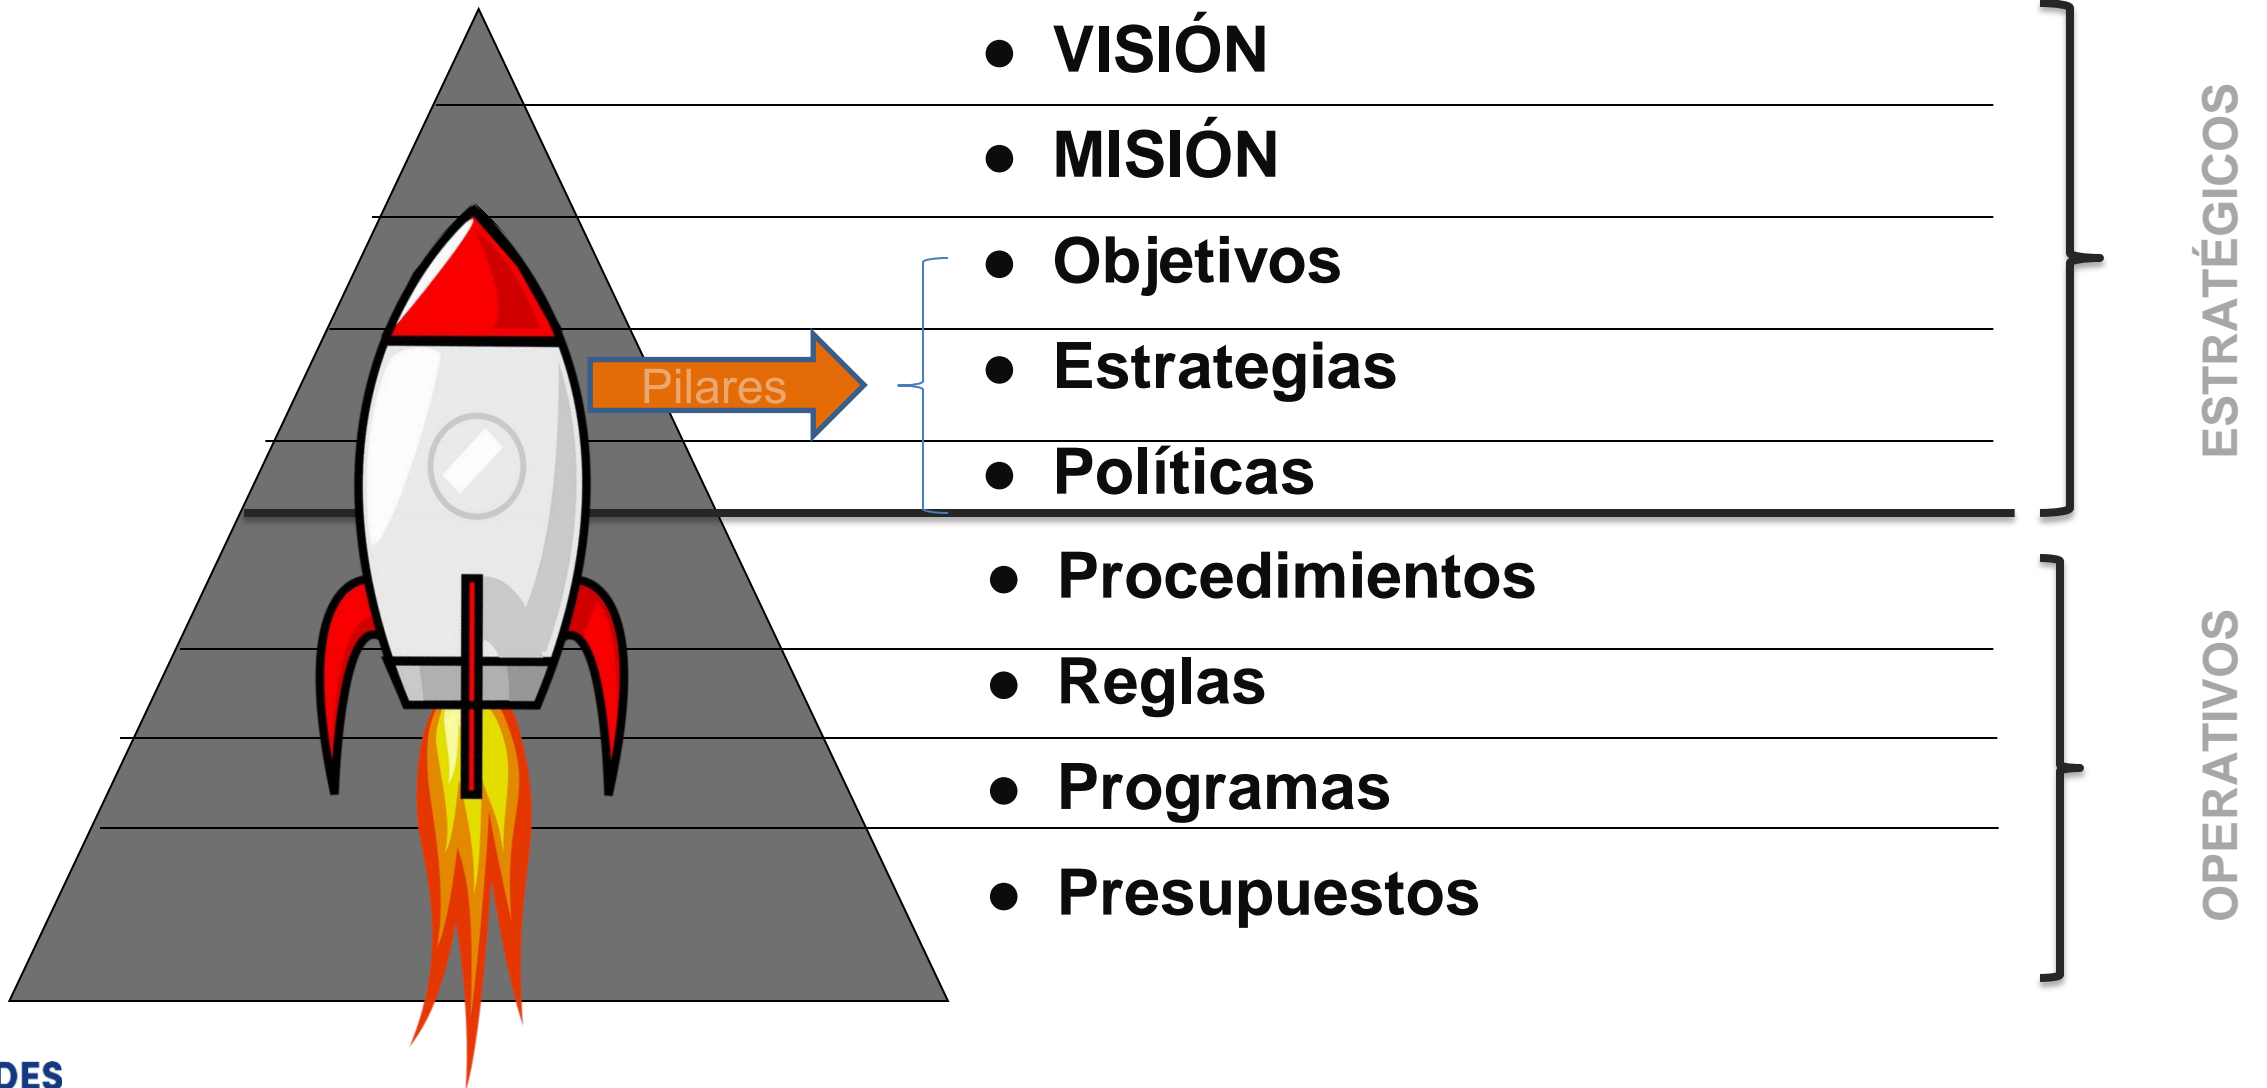 ● VISIÓN
● MISIÓN
● Objetivos
● Estrategias
● Políticas
● Procedimientos
● Reglas
● Programas
● Presupuestos
Pilares
ESTRATÉGICOS
OPERATIVOS
DES